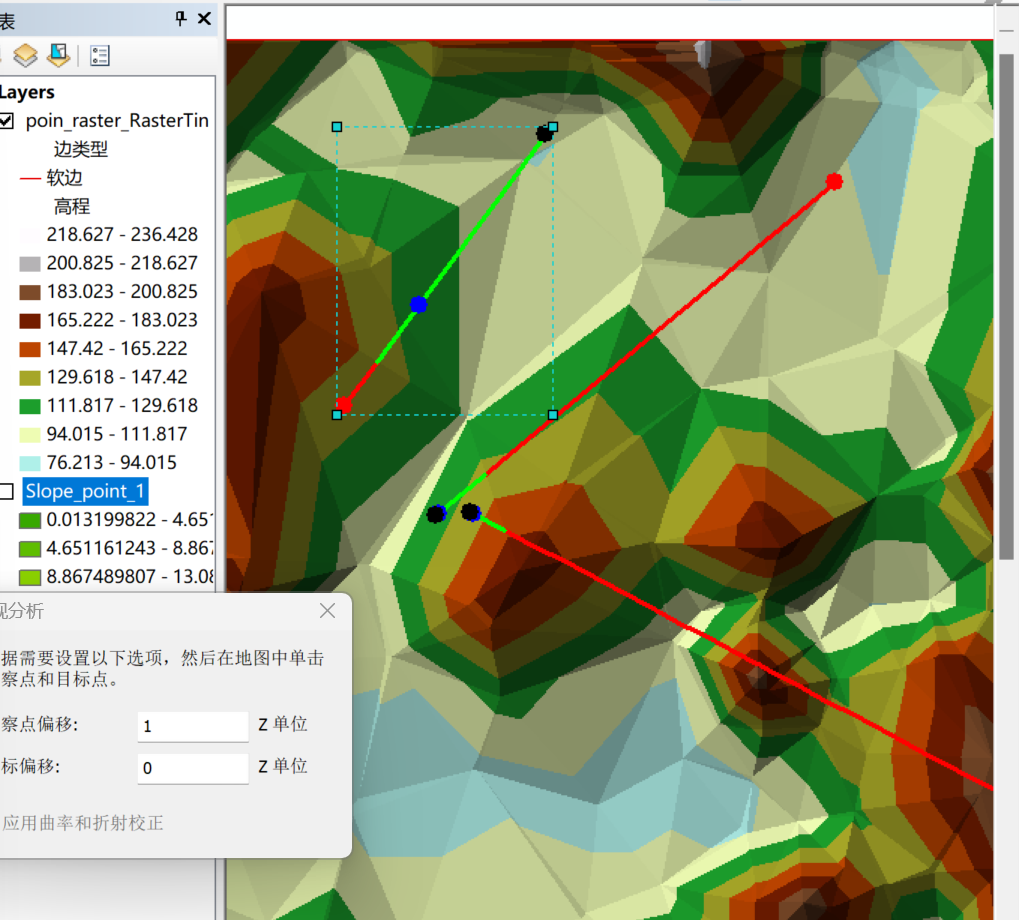 表
Layers
poin_raster_RasterTin
边类型
软边
高程
218.627 - 236.428
200.825 - 218.627
183.023 - 200.825
165.222 - 183.023
147.42 - 165.222
129.618 - 147.42
111.817 - 129.618
94.015 - 111.817
76.213 - 94.015
Slope_point_1
0.013199822 - 4.651
4.651161243 - 8.867
8.867489807 - 13.08
视分析
据需要设置以下选项，然后在地图中单击
察点和目标点。
察点偏移:
1
Z 单位
标偏移:
0
Z 单位
应用曲率和折射校正